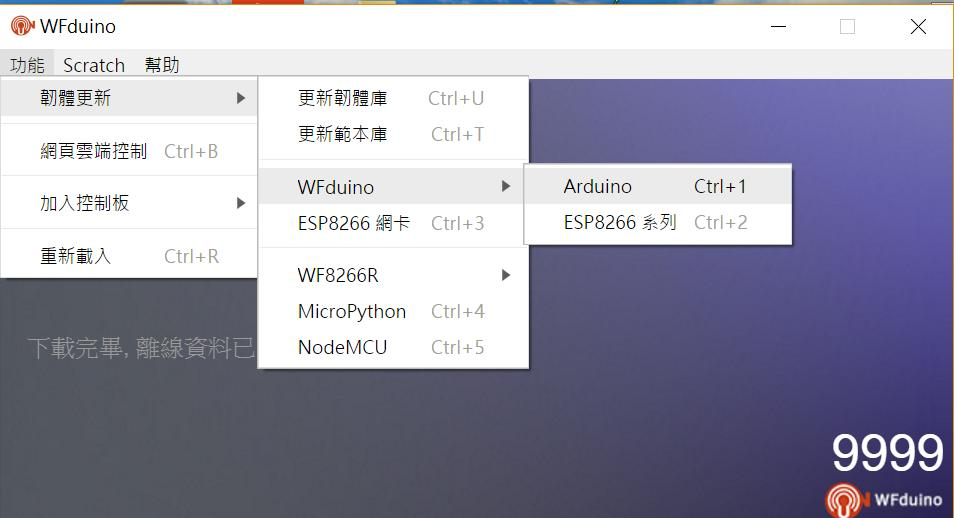 WFduino
功能 Scratch 幫助
韌體更新
網頁雲端控制 Ctrl+B
加入控制板
重新載入 Ctrl+R
更新韌體庫 Ctrl+U
更新範本庫 Ctrl+T
WFduino
ESP8266 網卡 Ctrl+3
WF8266R
MicroPython Ctrl+4
NodeMCU Ctrl+5
Arduino Ctrl+1
ESP8266 系列 Ctrl+2
下載完畢, 離線資料已
9999
WFduino